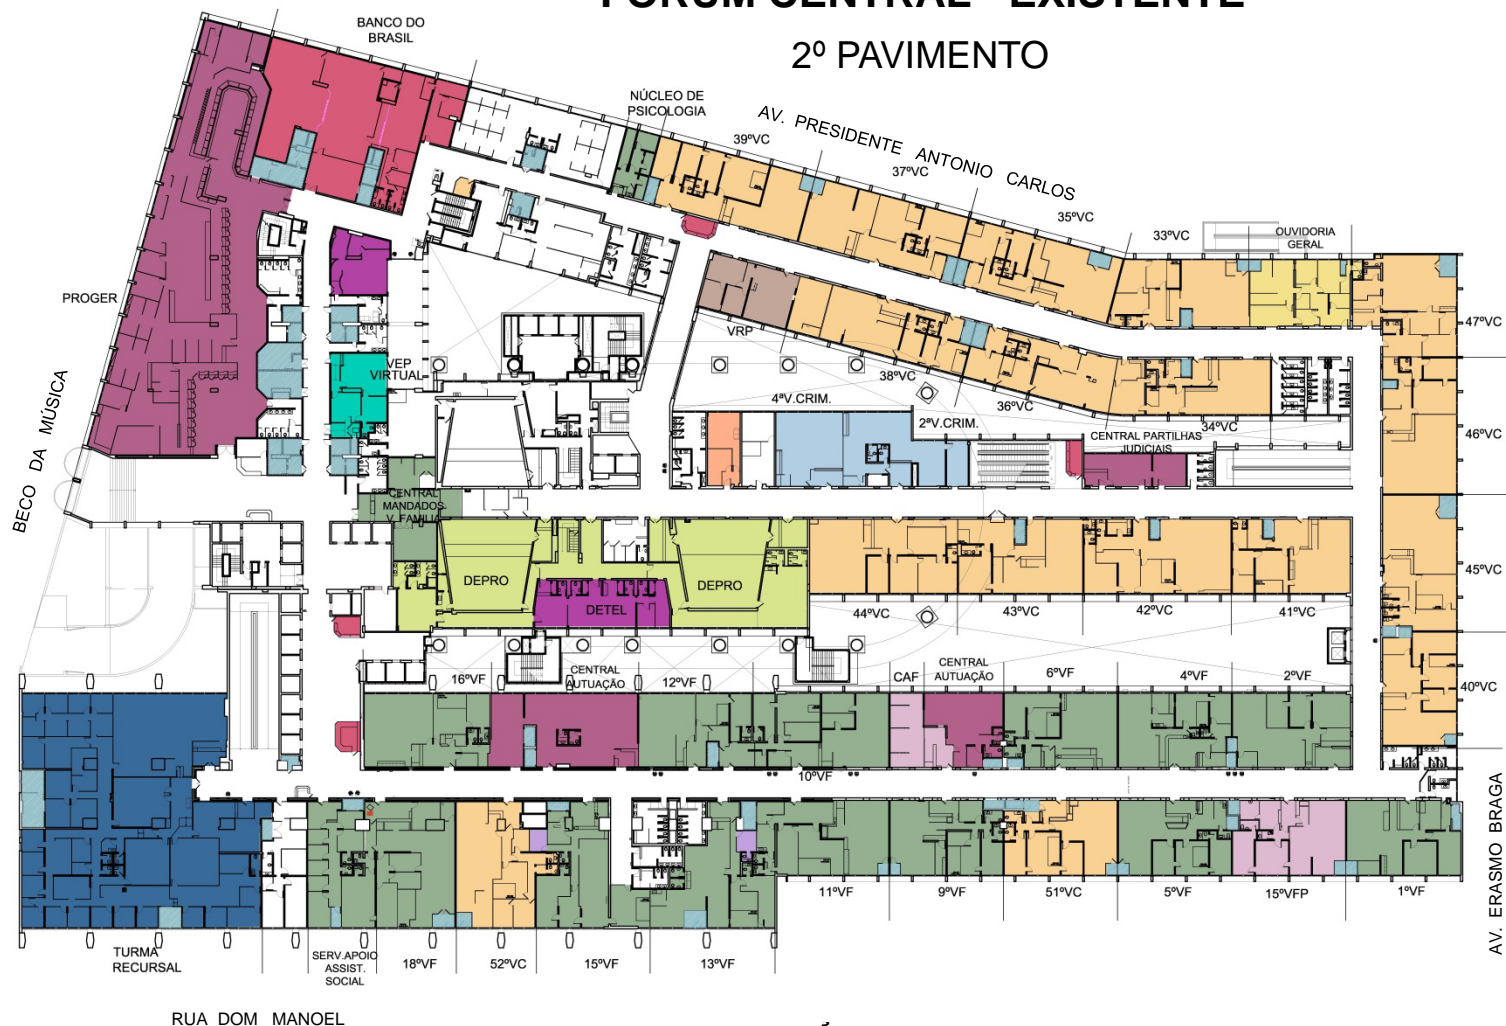 FÓRUM CENTRAL - EXISTENTE
2º PAVIMENTO
BANCO DO
BRASIL
NÚCLEO DE
PSICOLOGIA
AV. PRESIDENTE ANTONIO CARLOS
39ºVC
37ºVC
35ºVC
33ºVC
OUVIDORIA
GERAL
PROGER
VRP
47ºVC
VEP
VIRTUAL
38ºVC
36ºVC
34ºVC
4ªV.CRIM.
2ªV.CRIM.
CENTRAL PARTILHAS
JUDICIAIS
46ºVC
BECO DA MÚSICA
CENTRAL
MANDADOS
V. FAMILIA
DEPRO
DETEL
DEPRO
45ºVC
44ºVC
43ºVC
42ºVC
41ºVC
16ºVF
CENTRAL
AUTUAÇÃO
12ºVF
CAF
CENTRAL
AUTUAÇÃO
6ºVF
4ºVF
2ºVF
40ºVC
10ºVF
AV. ERASMO BRAGA
11ºVF
9ºVF
51ºVC
5ºVF
15ºVFP
1ºVF
TURMA
RECURSAL
SERV.APOIO
ASSIST.
SOCIAL
18ºVF
52ºVC
15ºVF
13ºVF
RUA DOM MANOEL